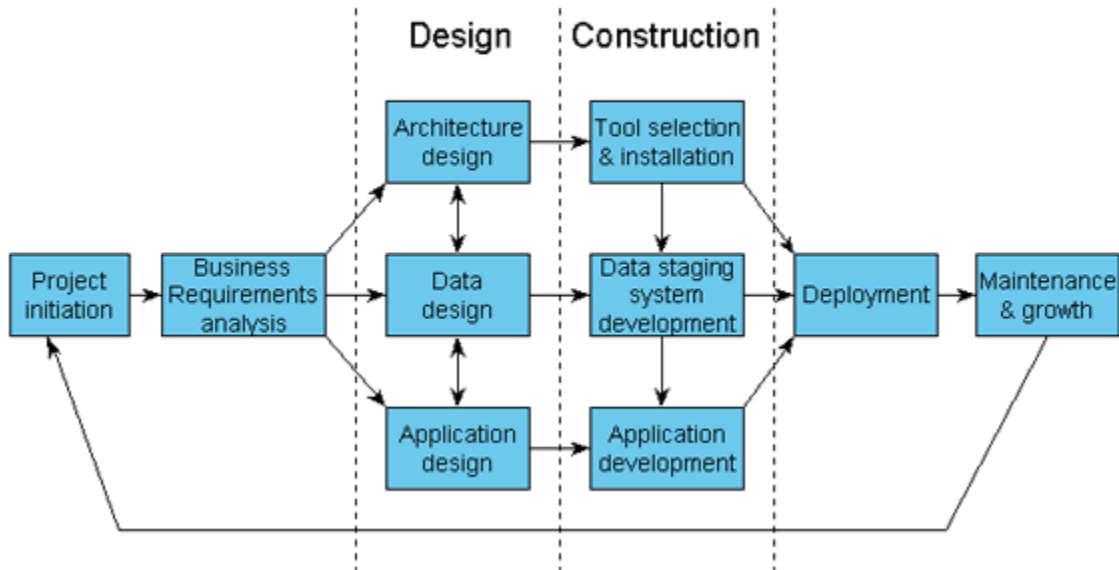 Design
Construction
Architecture
design
Tool selection
& installation
Project
initiation
Business
Requirements
analysis
Data
design
Data staging
system
development
Deployment
Maintenance
& growth
Application
design
Application
development